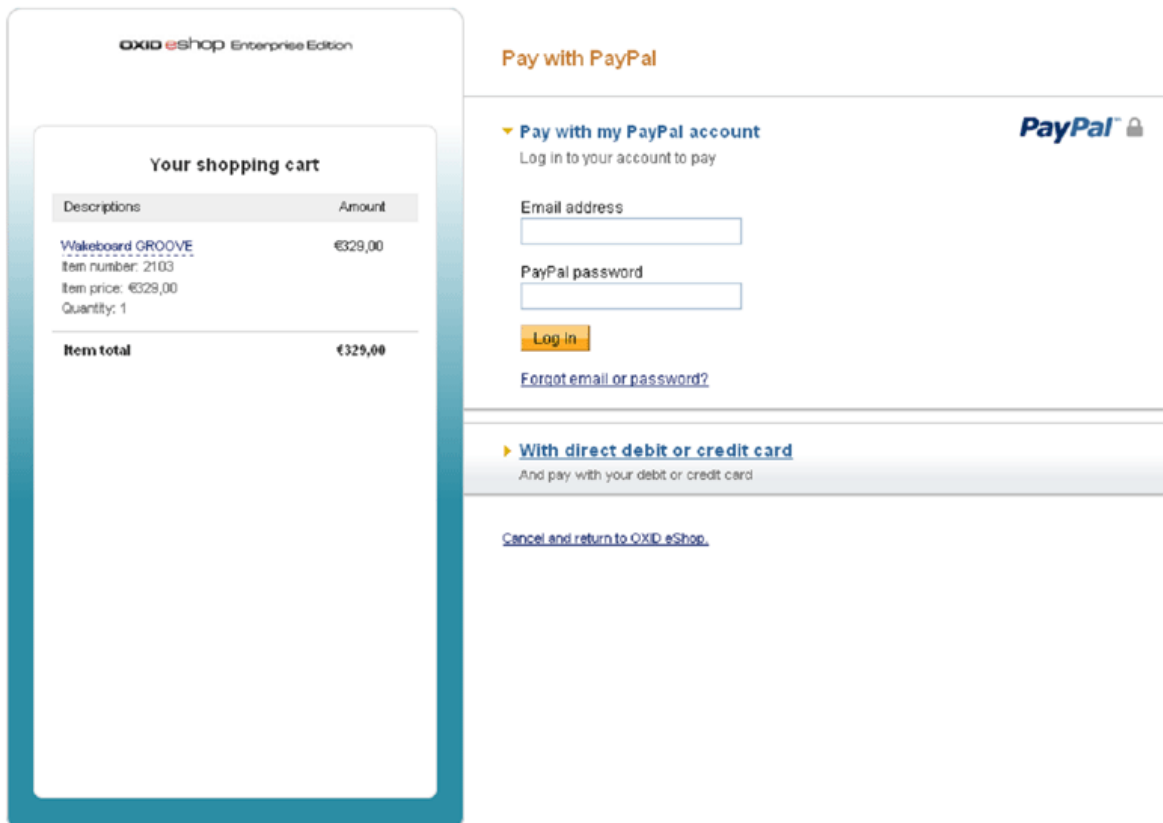 OXID eshop Enterprise Edition
Your shopping cart
Descriptions Amount
Wakeboard GROOVE €329,00
Item number: 2103
Item price: €329,00
Quantity: 1
Item total €329,00
Pay with PayPal
Pay with my PayPal account
PayPal™
Log in to your account to pay
Email address
PayPal password
Log In
Forgot email or password?
With direct debit or credit card
And pay with your debit or credit card
Cancel and return to OXID eShop.